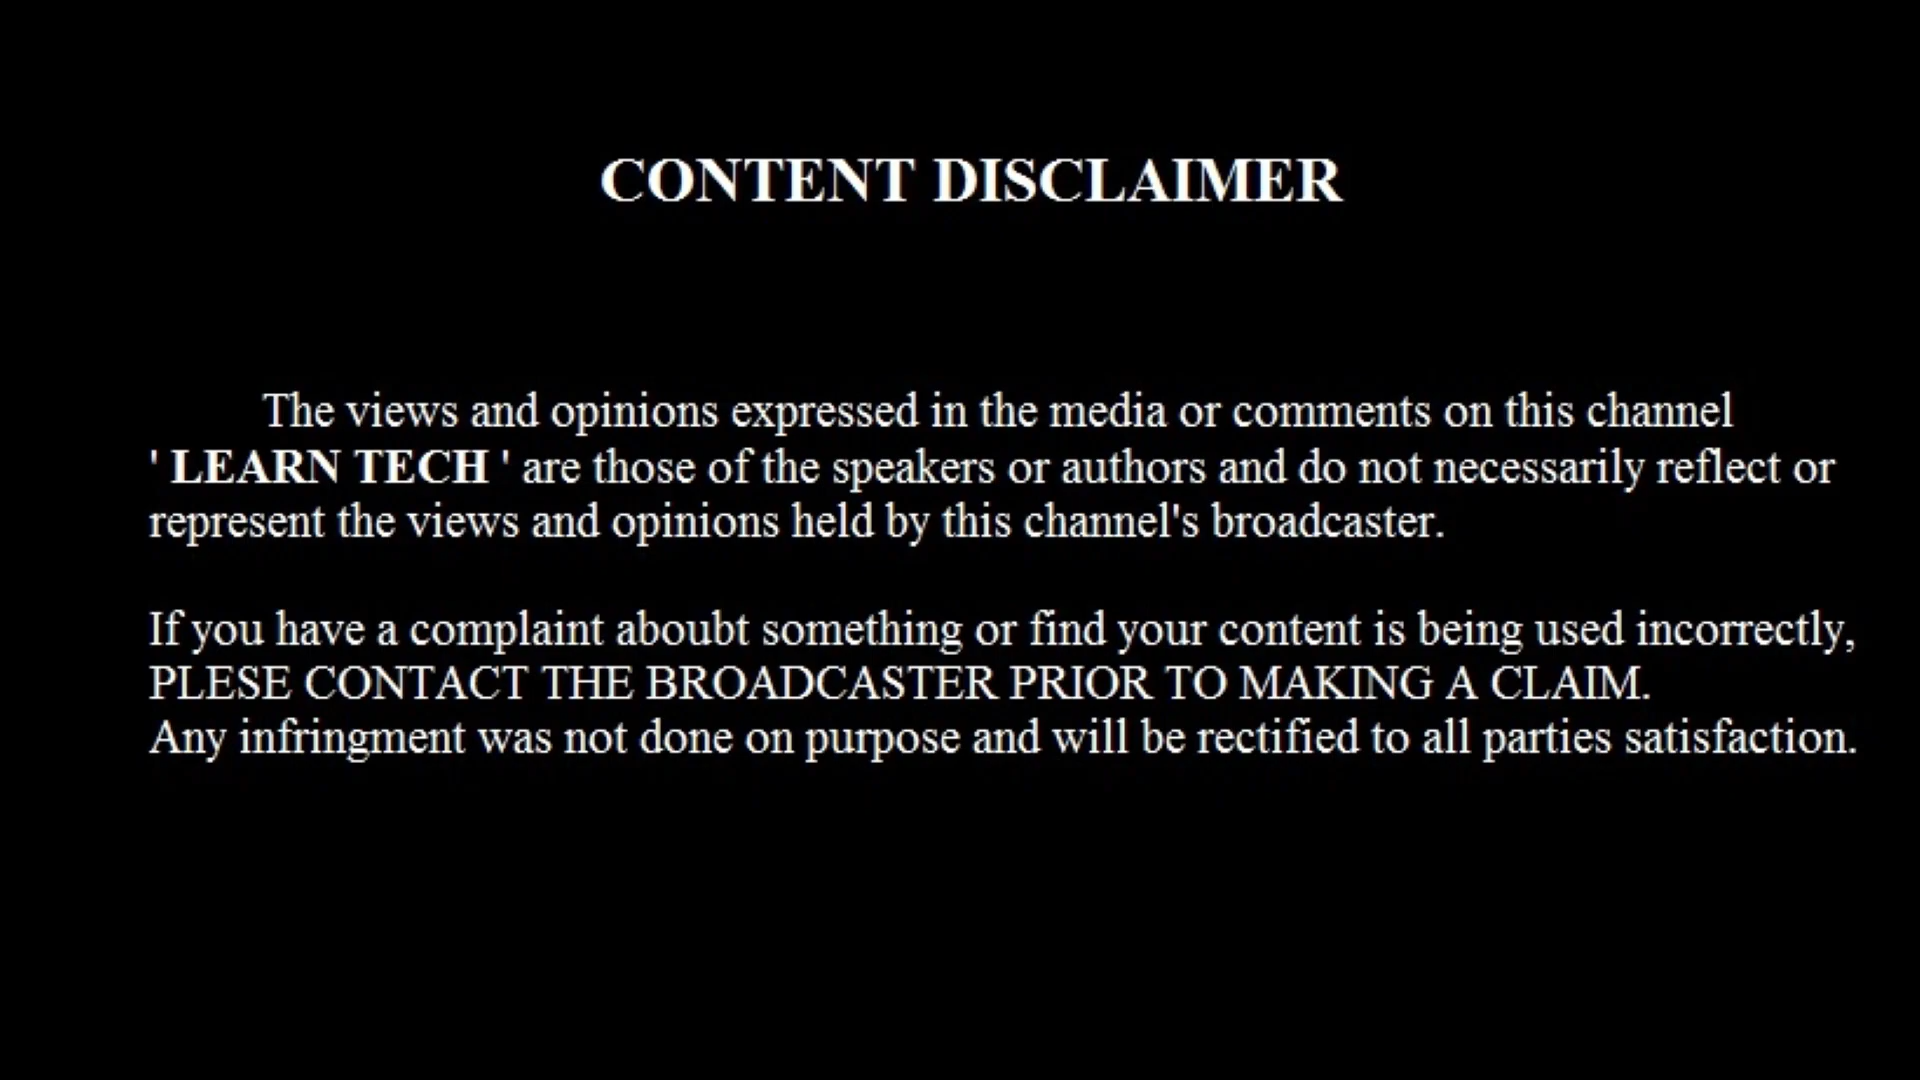 CONTENT DISCLAIMER
The views and opinions expressed in the media or comments on this channel
' LEARN TECH ' are those of the speakers or authors and do not necessarily reflect or
represent the views and opinions held by this channel's broadcaster.
If you have a complaint aboubt something or find your content is being used incorrectly,
PLESE CONTACT THE BROADCASTER PRIOR TO MAKING A CLAIM.
Any infringment was not done on purpose and will be rectified to all parties satisfaction.